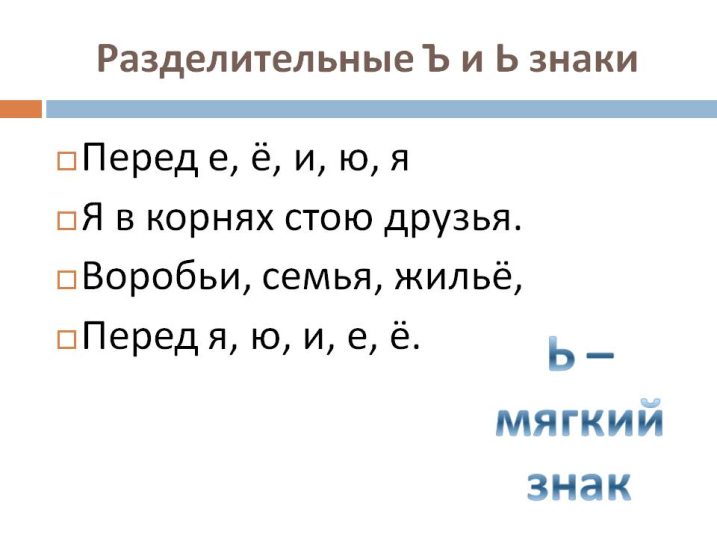 Разделительные Ъ и Ь знаки
Перед е, ё, и, ю, я
Я в корнях стою друзья.
Воробьи, семья, жильё,
Перед я, ю, и, е, ё.
Ь –
мягкий
знак